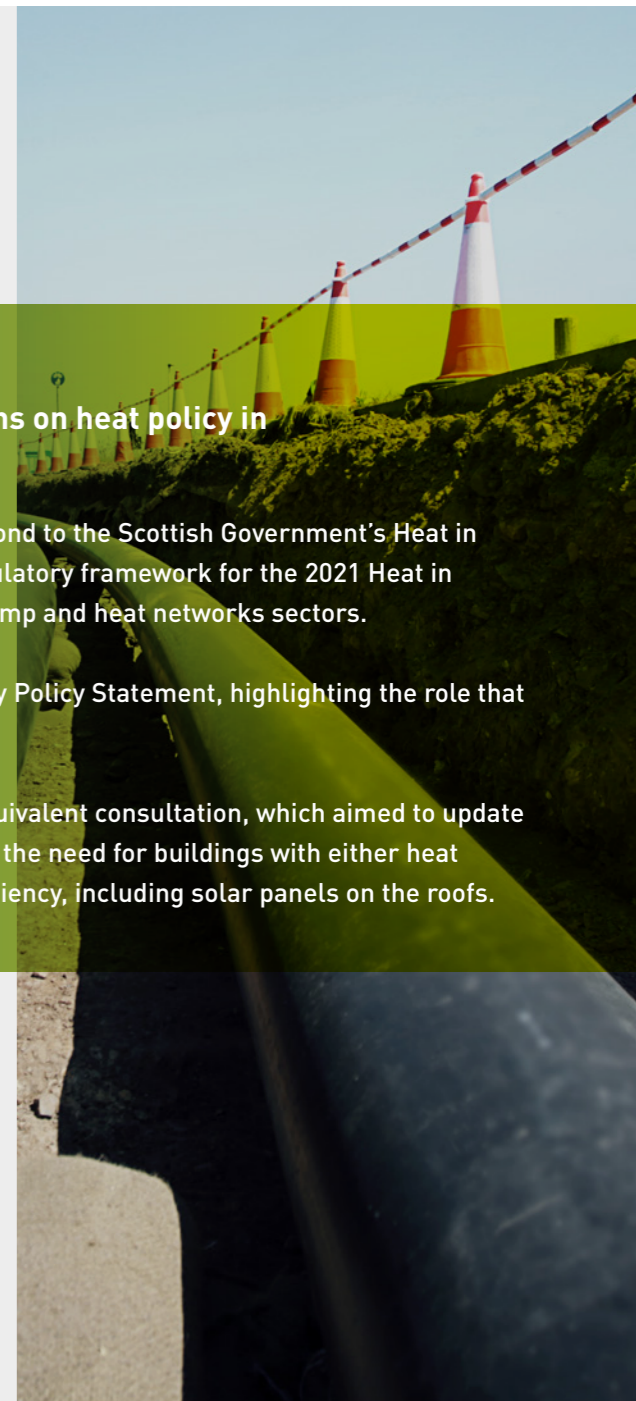 ns on heat policy in
ond to the Scottish Government's Heat in
ulatory framework for the 2021 Heat in
mp and heat networks sectors.
y Policy Statement, highlighting the role that
uivalent consultation, which aimed to update
the need for buildings with either heat
iency, including solar panels on the roofs.